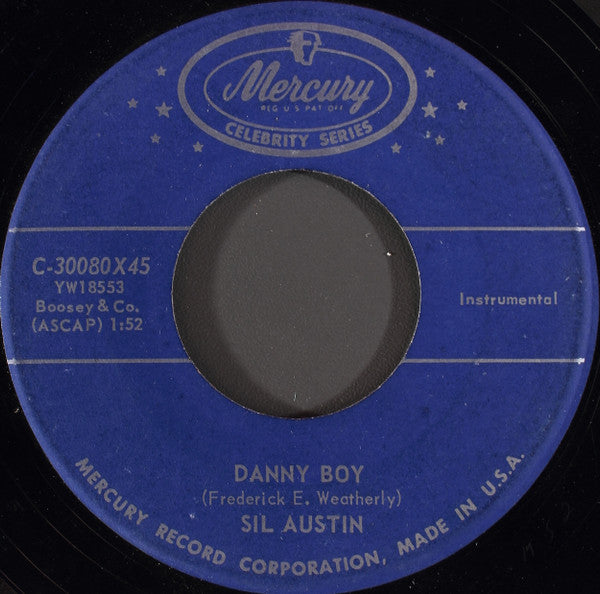 Mercury
REG U S PAT OFF
CELEBRITY SERIES
C-30080X45
YW18553
Boosey & Co.
(ASCAP) 1:52
Instrumental
DANNY BOY
(Frederick E. Weatherly)
SIL AUSTIN
MERCURY RECORD CORPORATION, MADE IN U.S.A.